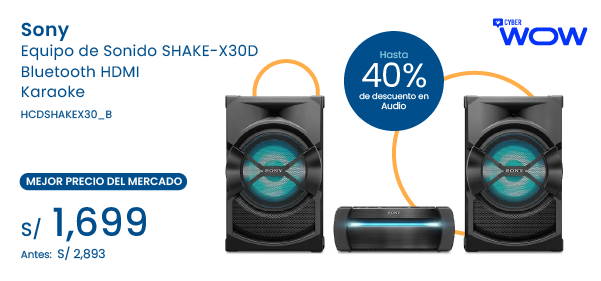 Sony
Equipo de Sonido SHAKE-X30D
Bluetooth HDMI
Karaoke
HCDSHAKEX30_B
MEJOR PRECIO DEL MERCADO
S/ 1,699
Antes: S/ 2,893
Hasta
40%
de descuento en
Audio
CYBER
WOW
SONY
SONY
SONY